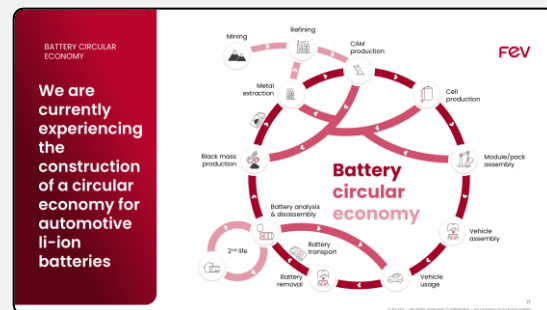 BATTERY CIRCULAR
ECONOMY
We are
currently
experiencing
the
construction
of a circular
economy for
automotive
li-ion
batteries
FEV
Mining
Refining
CAM
production
Metal
extraction
Cell
production
Black mass
production
Module/pack
assembly
Battery
circular
economy
Battery analysis
& disassembly
2nd life
Battery
transport
Vehicle
assembly
Battery
removal
Vehicle
usage